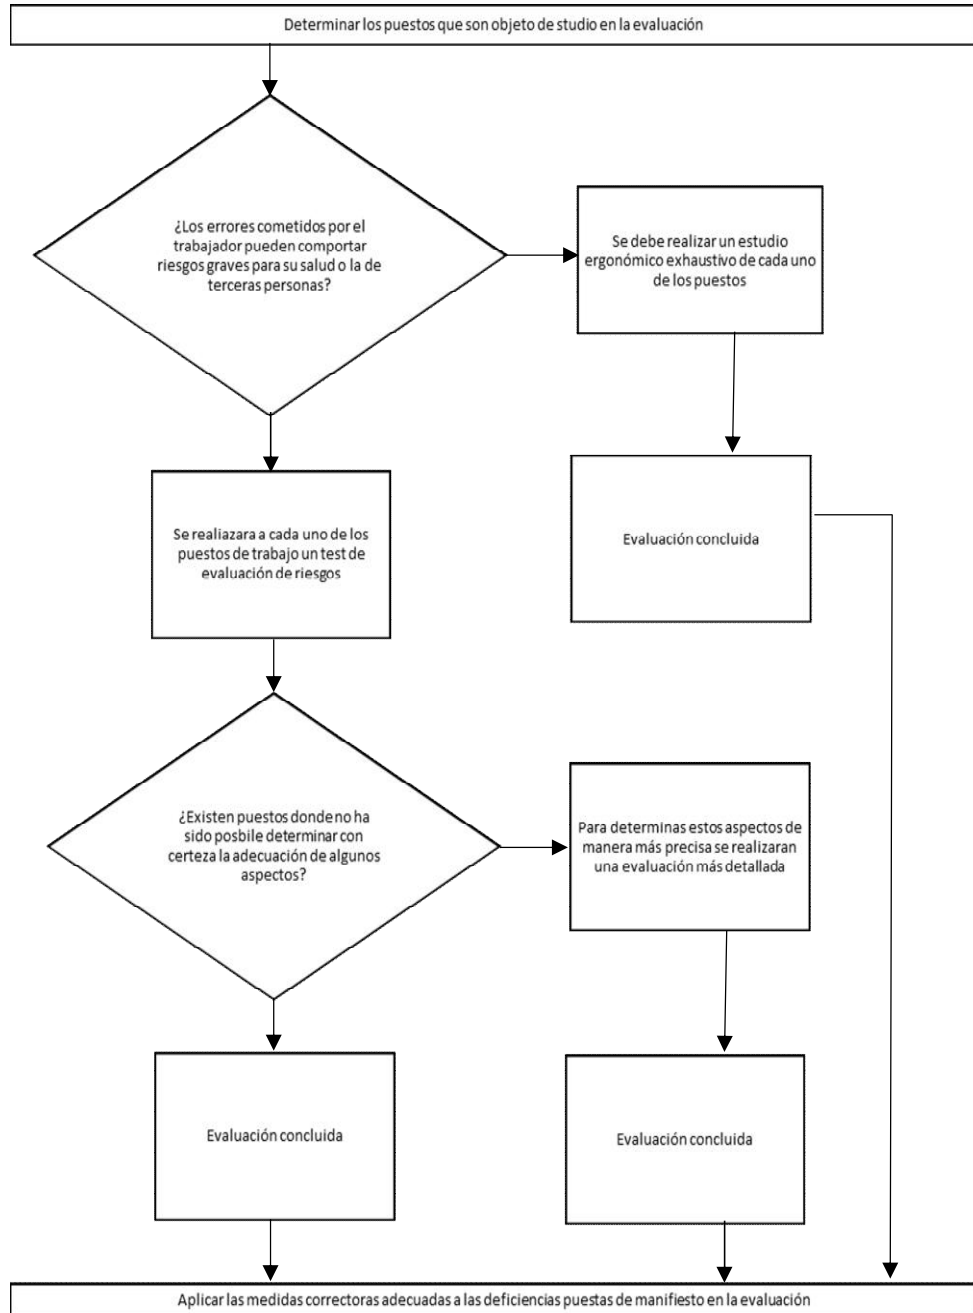 Determinar los puestos que son objeto de studio en la evaluación
¿Los errores cometidos por el
trabajador pueden comportar
riesgos graves para su salud o la de
terceras personas?
Se debe realizar un estudio
ergonómico exhaustivo de cada uno
de los puestos
Se realiazara a cada uno de los
puestos de trabajo un test de
evaluación de riesgos
Evaluación concluida
¿Existen puestos donde no ha
sido posbile determinar con
certeza la adecuación de algunos
aspectos?
Para determinas estos aspectos de
manera más precisa se realizaran
una evaluación más detallada
Evaluación concluida
Evaluación concluida
Aplicar las medidas correctoras adecuadas a las deficiencias puestas de manifiesto en la evaluación